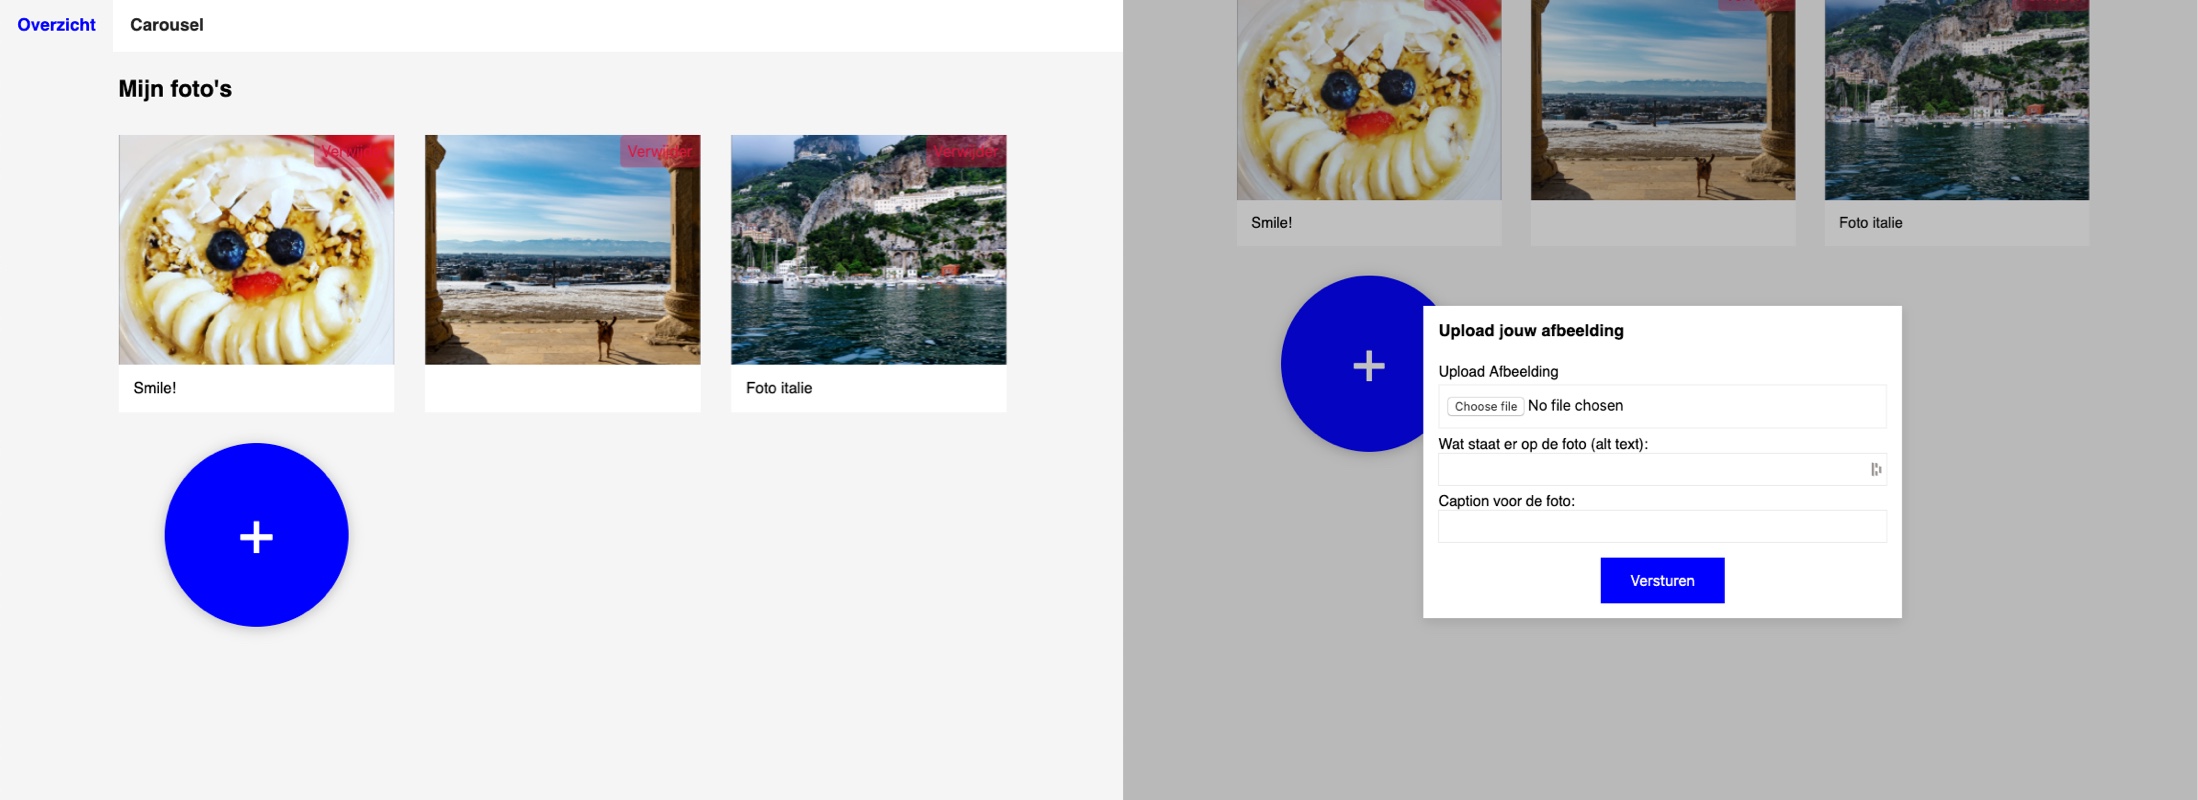 Overzicht
Carousel
Mijn foto's
Verwijder
Verwijder
Verwijder
Smile!
Foto italie
+
Smile!
Foto italie
+
Upload jouw afbeelding
Upload Afbeelding
Choose file No file chosen
Wat staat er op de foto (alt text):
Caption voor de foto:
Versturen